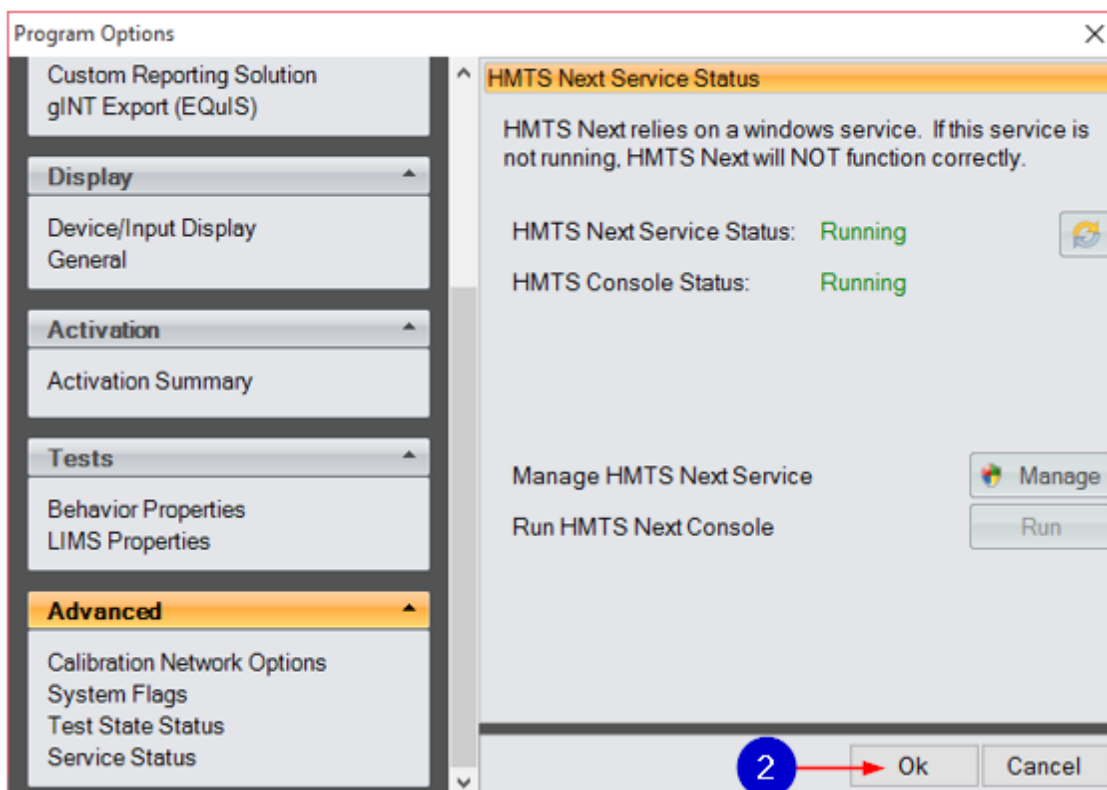 Program Options
Custom Reporting Solution
gINT Export (EQuIS)
Display
Device/Input Display
General
Activation
Activation Summary
Tests
Behavior Properties
LIMS Properties
Advanced
Calibration Network Options
System Flags
Test State Status
Service Status
HMTS Next Service Status
HMTS Next relies on a windows service. If this service is
not running, HMTS Next will NOT function correctly.
HMTS Next Service Status: Running
HMTS Console Status: Running
Manage HMTS Next Service Manage
Run HMTS Next Console Run
2 Ok Cancel